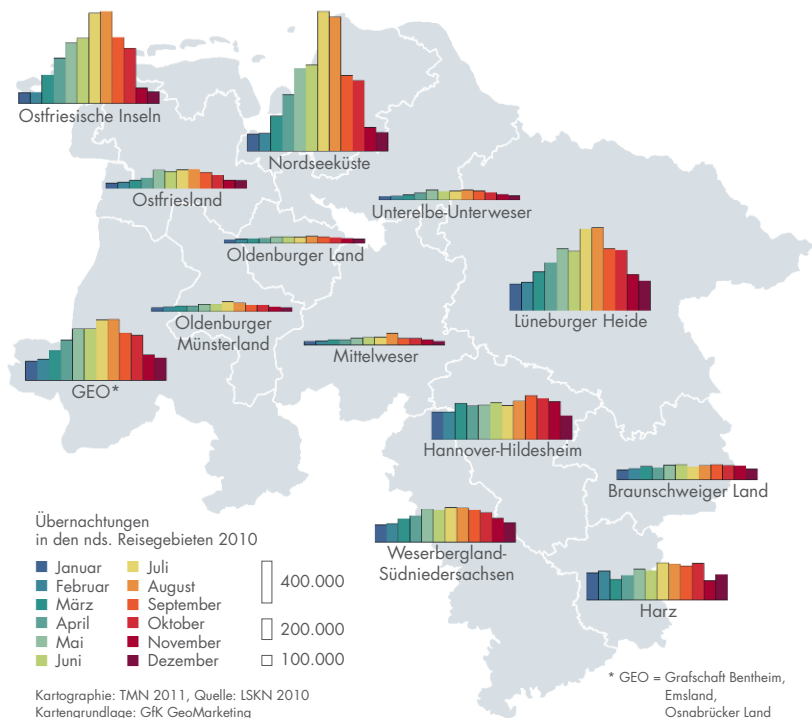 Ostfriesische Inseln
Nordseeküste
Ostfriesland
Unterelbe-Unterweser
Oldenburger Land
Lüneburger Heide
Oldenburger
Münsterland
Mittelweser
GEO*
Hannover-Hildesheim
Braunschweiger Land
Weserbergland-
Südniedersachsen
Harz
Übernachtungen
in den nds. Reisegebieten 2010
Januar
Februar
März
April
Mai
Juni
Juli
August
September
Oktober
November
Dezember
400.000
200.000
100.000
Kartographie: TMN 2011, Quelle: LSKN 2010
Kartengrundlage: GfK GeoMarketing
* GEO = Grafschaft Bentheim,
Emsland,
Osnabrücker Land